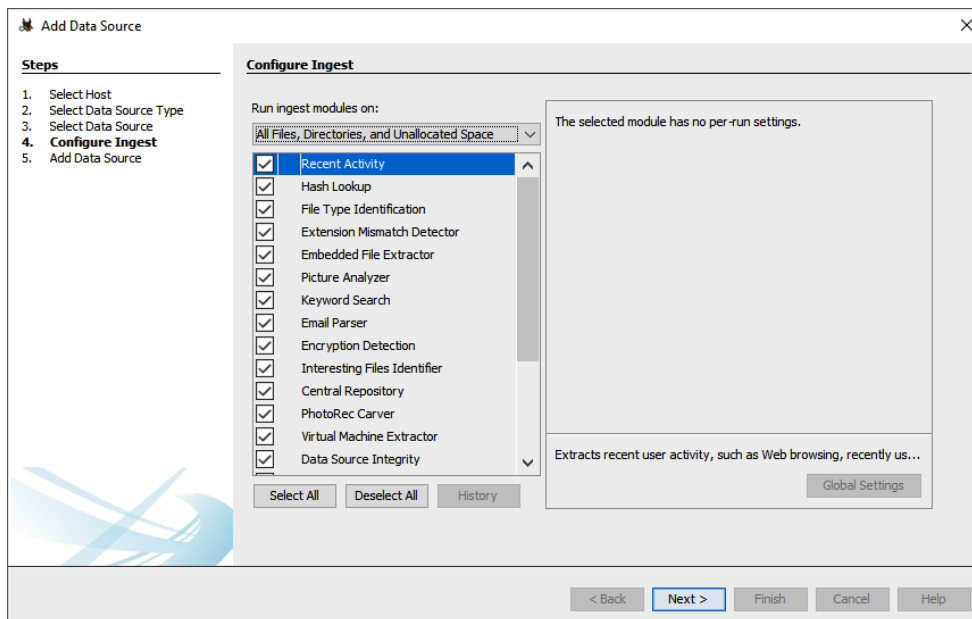 Add Data Source
Steps
1. Select Host
2. Select Data Source Type
3. Select Data Source
4. Configure Ingest
5. Add Data Source
Configure Ingest
Run ingest modules on:
All Files, Directories, and Unallocated Space
Recent Activity
Hash Lookup
File Type Identification
Extension Mismatch Detector
Embedded File Extractor
Picture Analyzer
Keyword Search
Email Parser
Encryption Detection
Interesting Files Identifier
Central Repository
PhotoRec Carver
Virtual Machine Extractor
Data Source Integrity
Select All Deselect All History
The selected module has no per-run settings.
Extracts recent user activity, such as Web browsing, recently us...
Global Settings
< Back Next > Finish Cancel Help